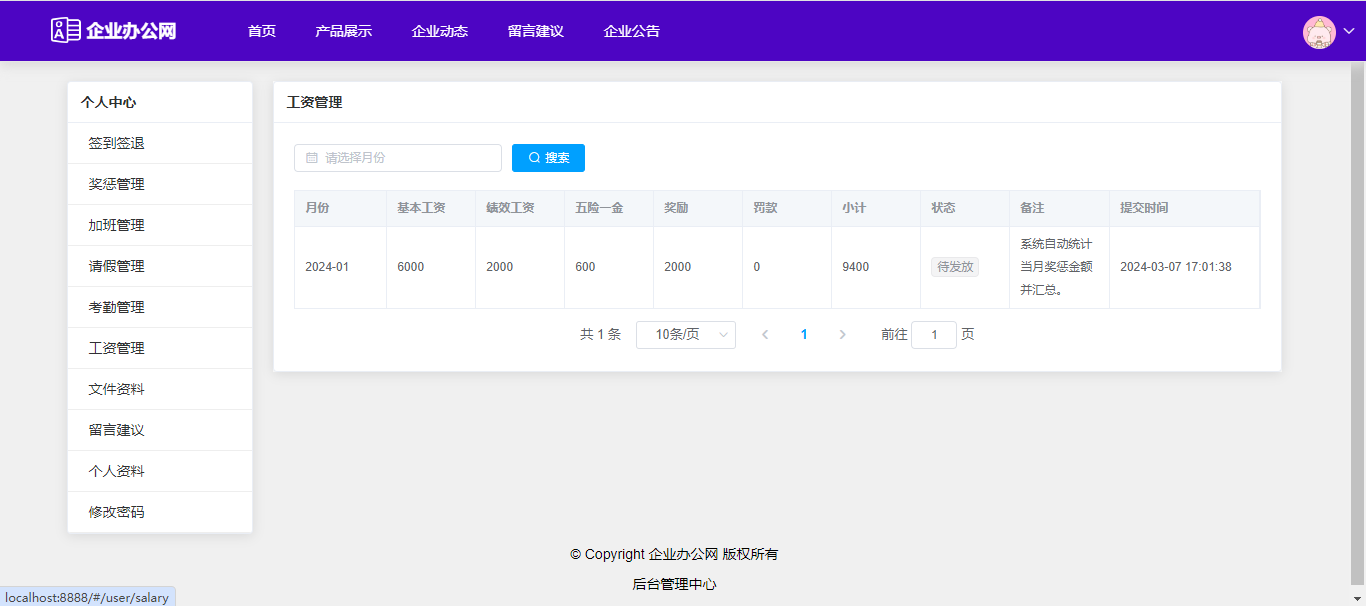 企业办公网 首页 产品展示 企业动态 留言建议 企业公告
个人中心
签到签退
奖惩管理
加班管理
请假管理
考勤管理
工资管理
文件资料
留言建议
个人资料
修改密码
工资管理
请选择月份 搜索
月份 基本工资 绩效工资 五险一金 奖励 罚款 小计 状态 备注 提交时间
2024-01 6000 2000 600 2000 0 9400 待发放 系统自动统计 2024-03-07 17:01:38
当月奖惩金额
并汇总。
共 1 条 10条/页 1 前往 1 页
© Copyright 企业办公网 版权所有
后台管理中心
localhost:8888/#/user/salary